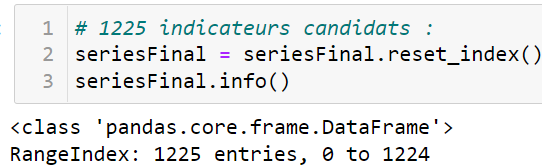 1 # 1225 indicateurs candidats :
2 seriesFinal = seriesFinal.reset_index()
3 seriesFinal.info()
<class 'pandas.core.frame.DataFrame'>
RangeIndex: 1225 entries, 0 to 1224